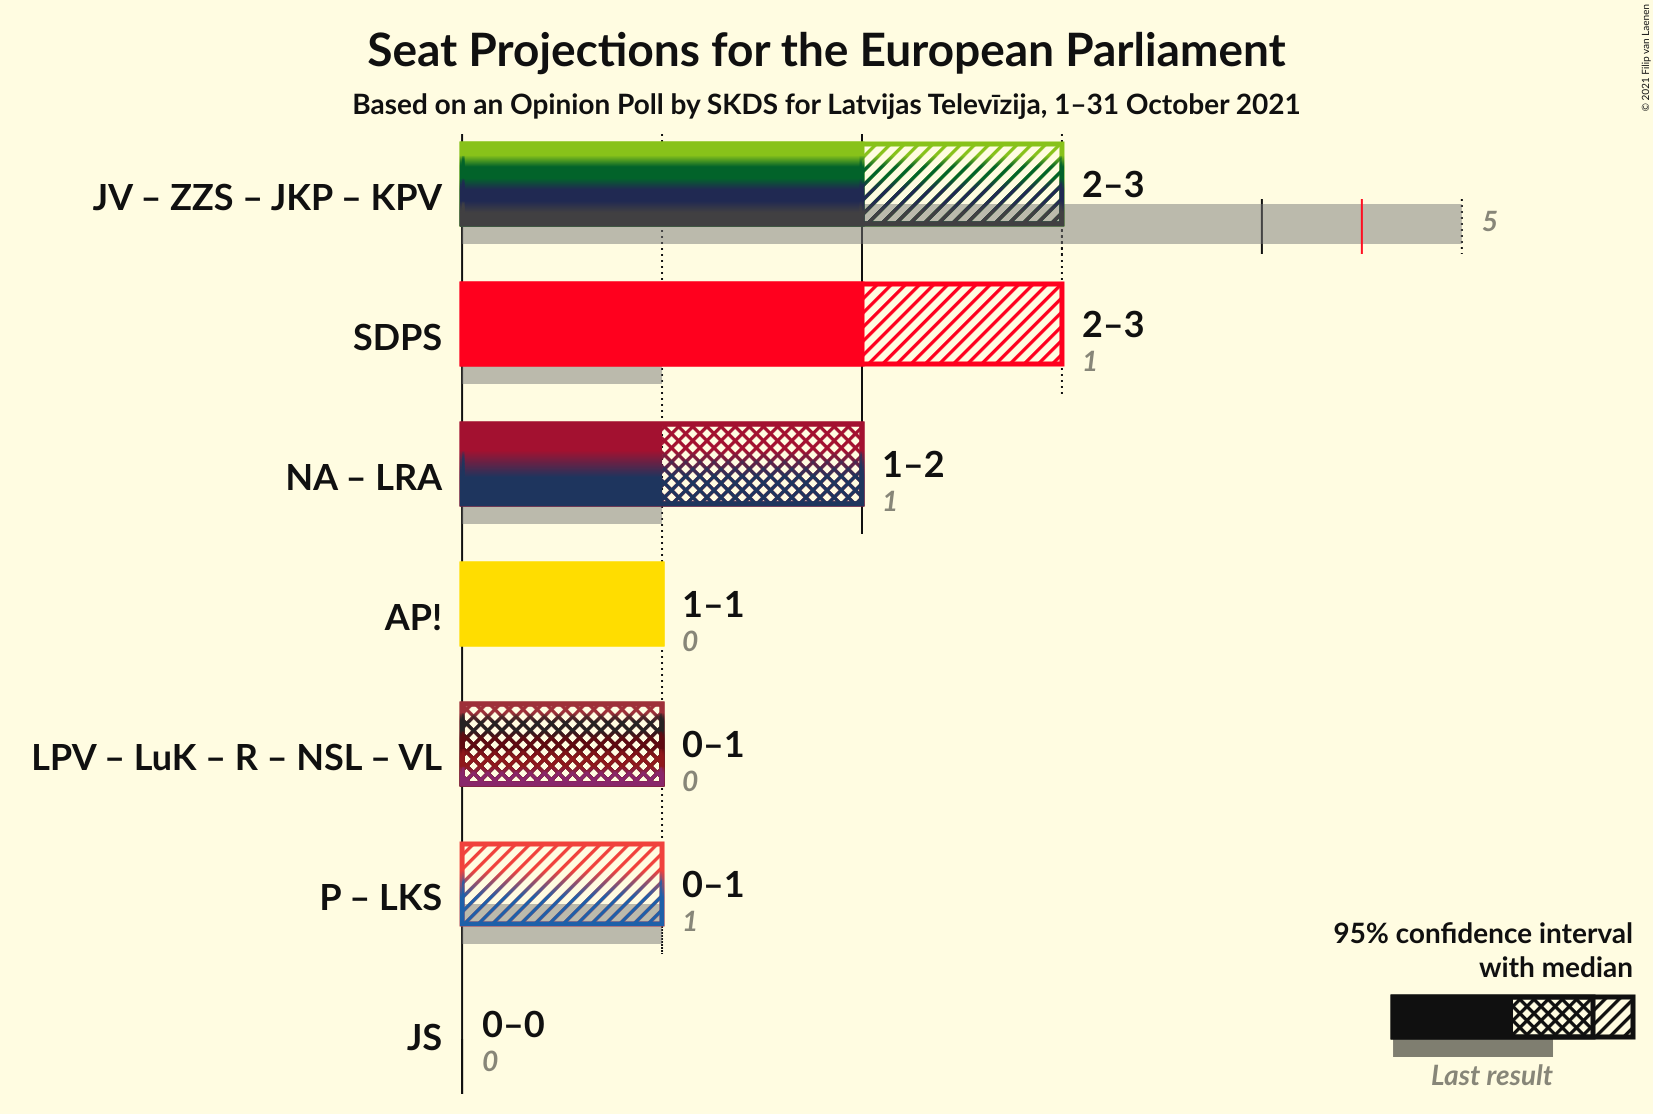 Seat Projections for the European Parliament
Based on an Opinion Poll by SKDS for Latvijas Televīzija, 1–31 October 2021
© 2021 Filip van Laenen
JV – ZZS – JKP – KPV
2–3
5
SDPS
2–3
1
NA – LRA
1–2
1
AP!
1–1
0
LPV – LuK – R – NSL – VL
0–1
0
P – LKS
0–1
1
JS
0–0
0
95% confidence interval
with median
Last result